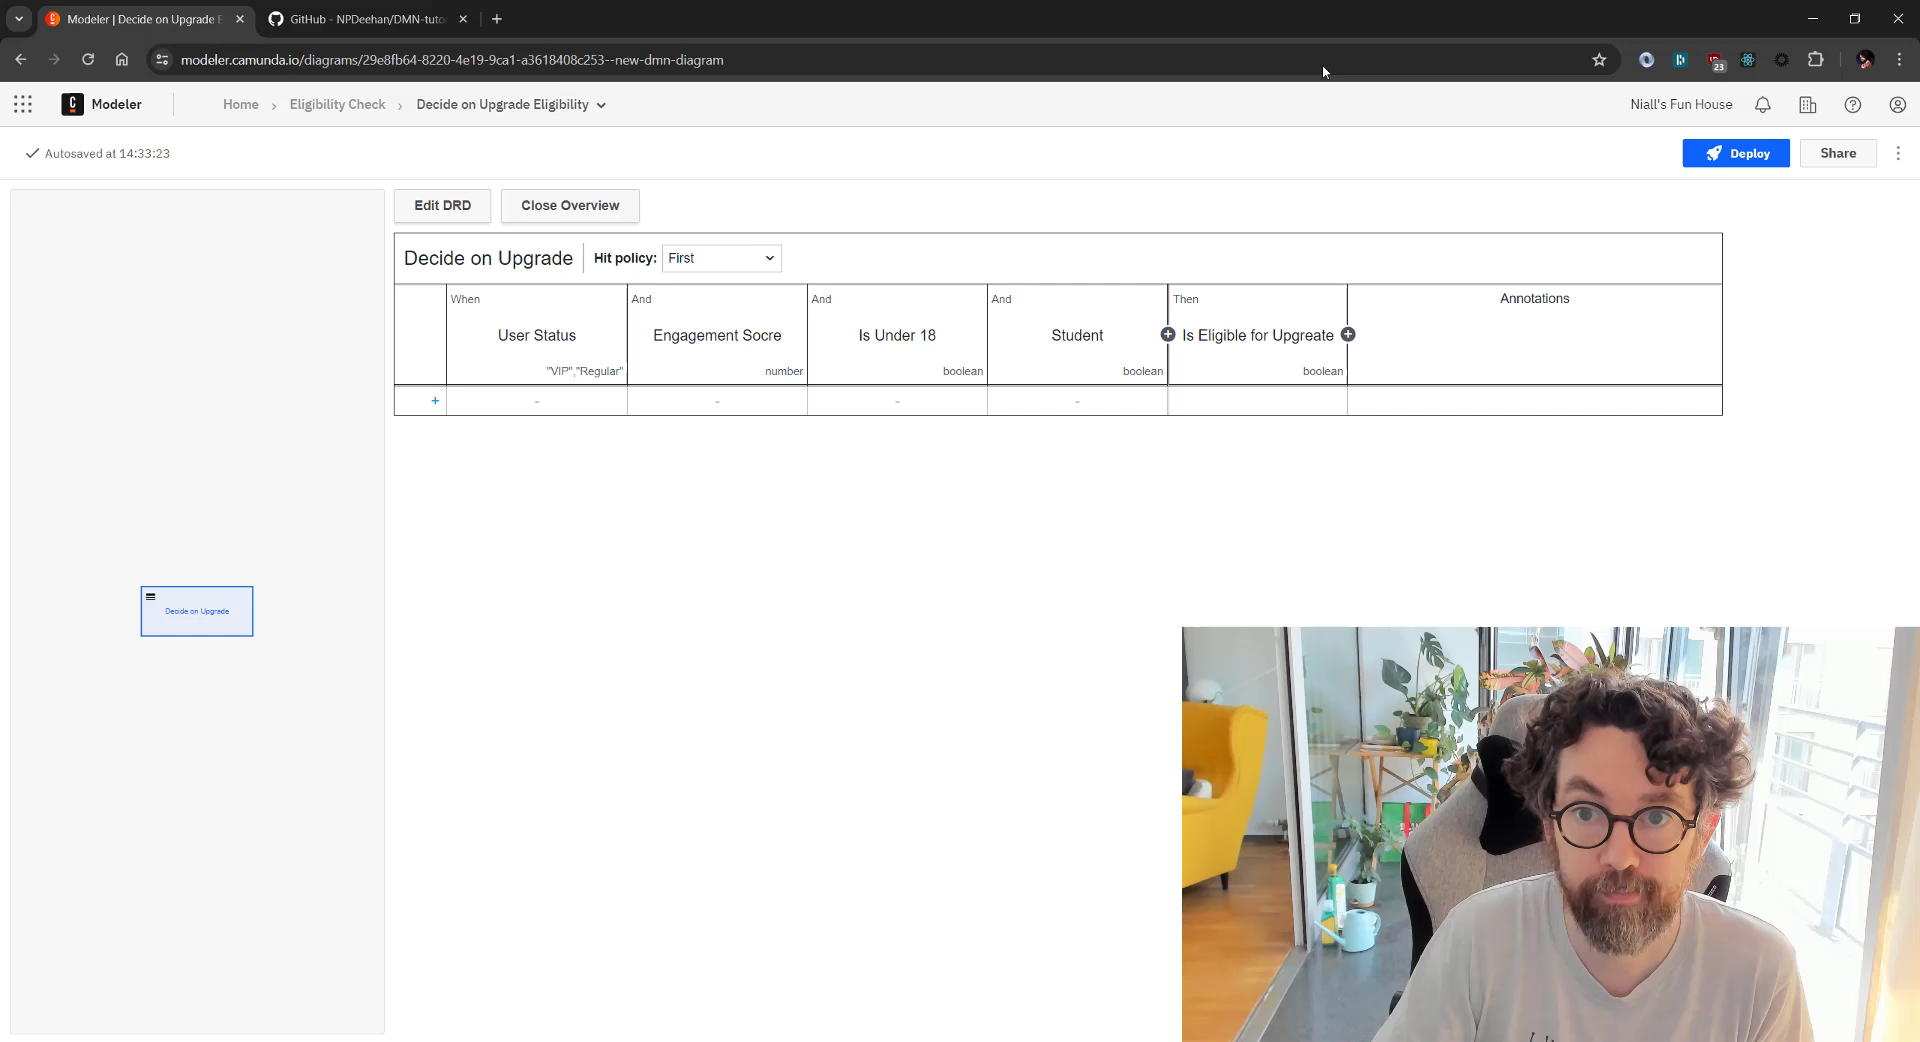 Modeler | Decide on Upgrade E
GitHub - NPDeehan/DMN-tuto
modeler.camunda.io/diagrams/29e8fb64-8220-4e19-9ca1-a3618408c253--new-dmn-diagram
23
C Modeler
Home > Eligibility Check > Decide on Upgrade Eligibility
Niall's Fun House
Autosaved at 14:33:23
Deploy
Share
Edit DRD
Close Overview
Decide on Upgrade
Hit policy: First
When
And
And
And
Then
Annotations
User Status
Engagement Socre
Is Under 18
Student
Is Eligible for Upgreate
"VIP","Regular"
number
boolean
boolean
boolean
+ - - - -
Decide on Upgrade